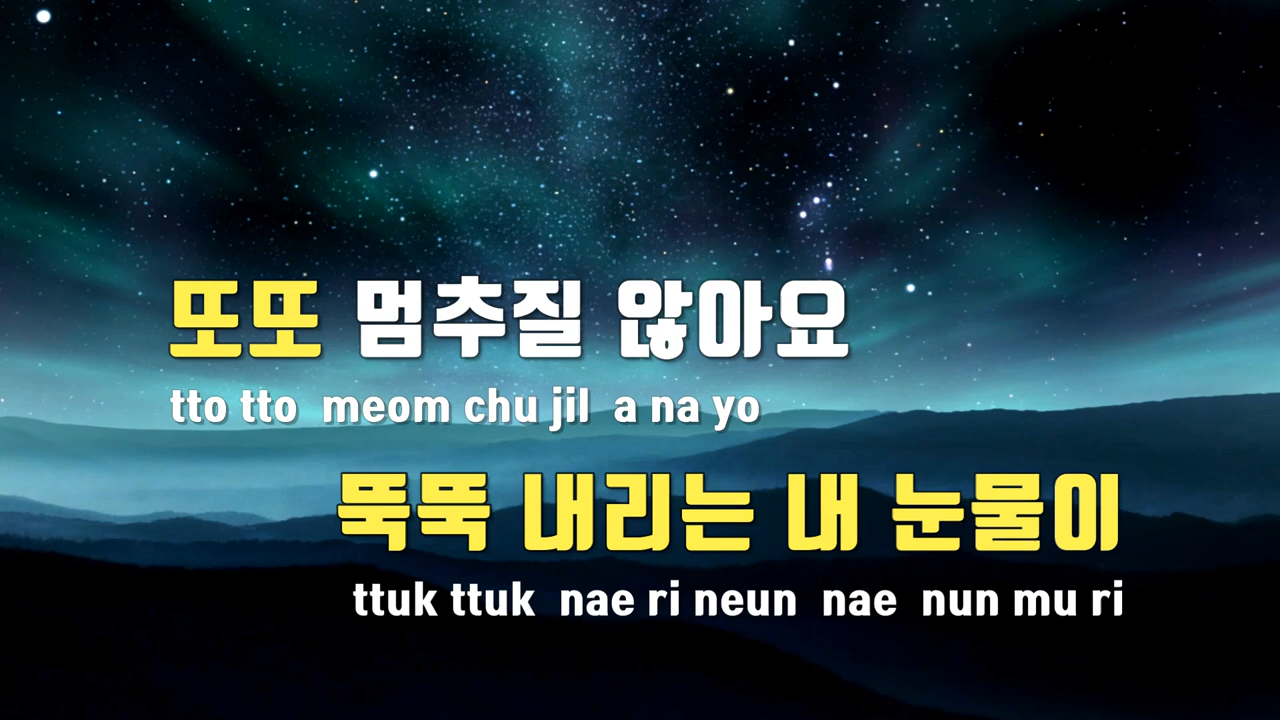 또또 멈추질 않아요
tto tto meom chu jil a na yo
뚝뚝 내리는 내 눈물이
ttuk ttuk nae ri neun nae nun mu ri